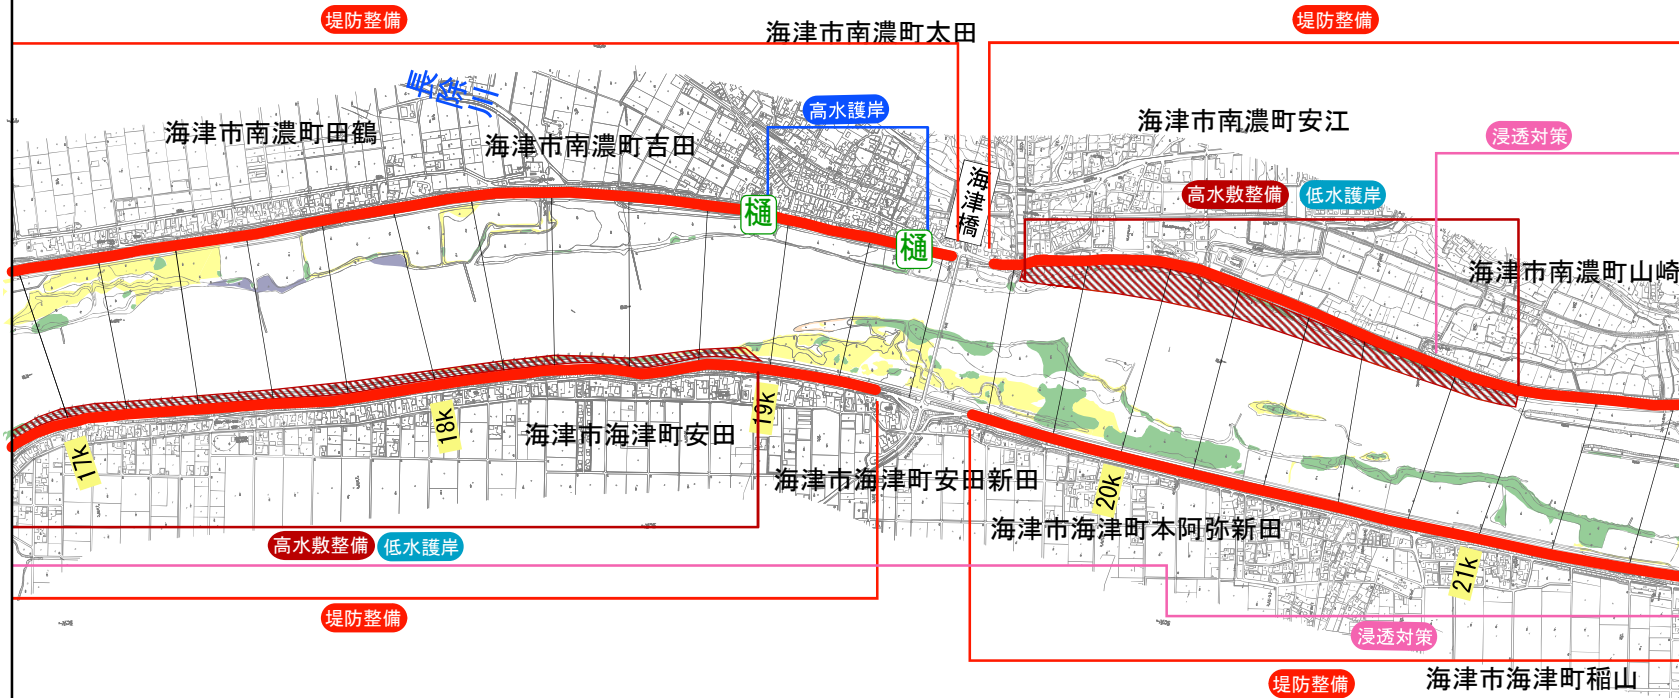 堤防整備
堤防整備
海津市南濃町太田
長除川
高水護岸
海津市南濃町安江
浸透対策
海津市南濃町田鶴
海津市南濃町吉田
海津橋
高水敷整備
低水護岸
樋
樋
海津市南濃町山崎
19k
18k
海津市海津町安田
17k
海津市海津町安田新田
20k
海津市海津町本阿弥新田
高水敷整備
低水護岸
21k
堤防整備
浸透対策
海津市海津町稲山
堤防整備